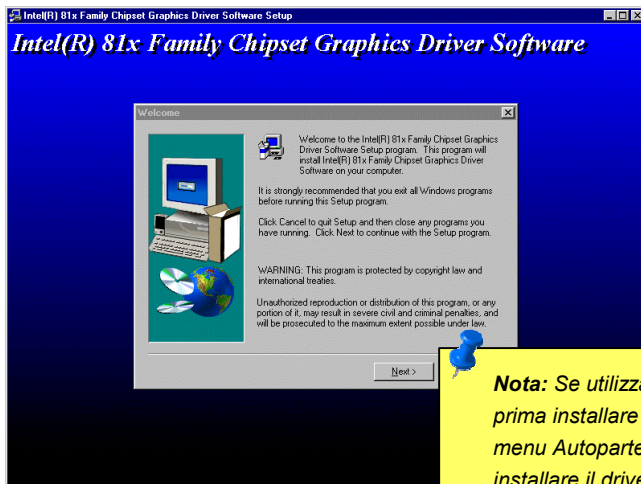 Intel(R) 81x Family Chipset Graphics Driver Software Setup
Intel(R) 81x Family Chipset Graphics Driver Software
Welcome
Welcome to the Intel(R) 81x Family Chipset Graphics
Driver Software Setup program. This program will
install Intel(R) 81x Family Chipset Graphics Driver
Software on your computer.
It is strongly recommended that you exit all Windows programs
before running this Setup program.
Click Cancel to quit Setup and then close any programs you
have running. Click Next to continue with the Setup program.
WARNING: This program is protected by copyright law and
international treaties.
Unauthorized reproduction or distribution of this program, or any
portion of it, may result in severe civil and criminal penalties, and
will be prosecuted to the maximum extent possible under law.
Next >
Nota: Se utilizza
prima installare
menu Autoparte
installare il drive